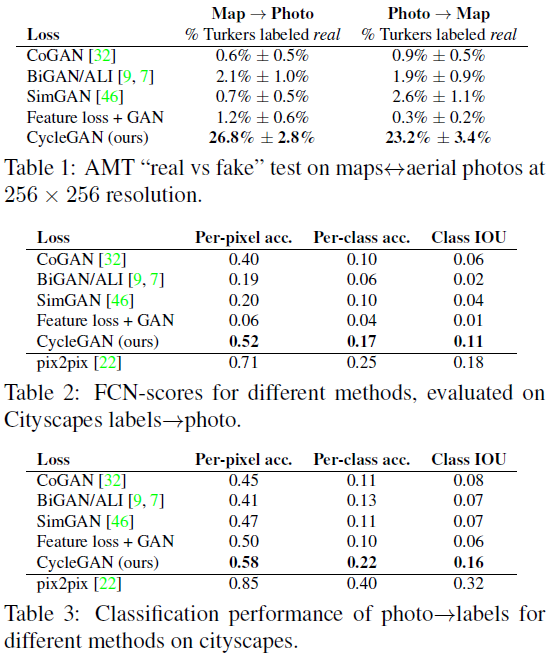 Map → Photo Photo → Map
Loss % Turkers labeled real % Turkers labeled real
CoGAN [32] 0.6% ± 0.5% 0.9% ± 0.5%
BiGAN/ALI [9, 7] 2.1% ± 1.0% 1.9% ± 0.9%
SimGAN [46] 0.7% ± 0.5% 2.6% ± 1.1%
Feature loss + GAN 1.2% ± 0.6% 0.3% ± 0.2%
CycleGAN (ours) 26.8% ± 2.8% 23.2% ± 3.4%
Table 1: AMT “real vs fake” test on maps↔aerial photos at
256 × 256 resolution.
Loss Per-pixel acc. Per-class acc. Class IOU
CoGAN [32] 0.40 0.10 0.06
BiGAN/ALI [9, 7] 0.19 0.06 0.02
SimGAN [46] 0.20 0.10 0.04
Feature loss + GAN 0.06 0.04 0.01
CycleGAN (ours) 0.52 0.17 0.11
pix2pix [22] 0.71 0.25 0.18
Table 2: FCN-scores for different methods, evaluated on
Cityscapes labels→photo.
Loss Per-pixel acc. Per-class acc. Class IOU
CoGAN [32] 0.45 0.11 0.08
BiGAN/ALI [9, 7] 0.41 0.13 0.07
SimGAN [46] 0.47 0.11 0.07
Feature loss + GAN 0.50 0.10 0.06
CycleGAN (ours) 0.58 0.22 0.16
pix2pix [22] 0.85 0.40 0.32
Table 3: Classification performance of photo→labels for
different methods on cityscapes.